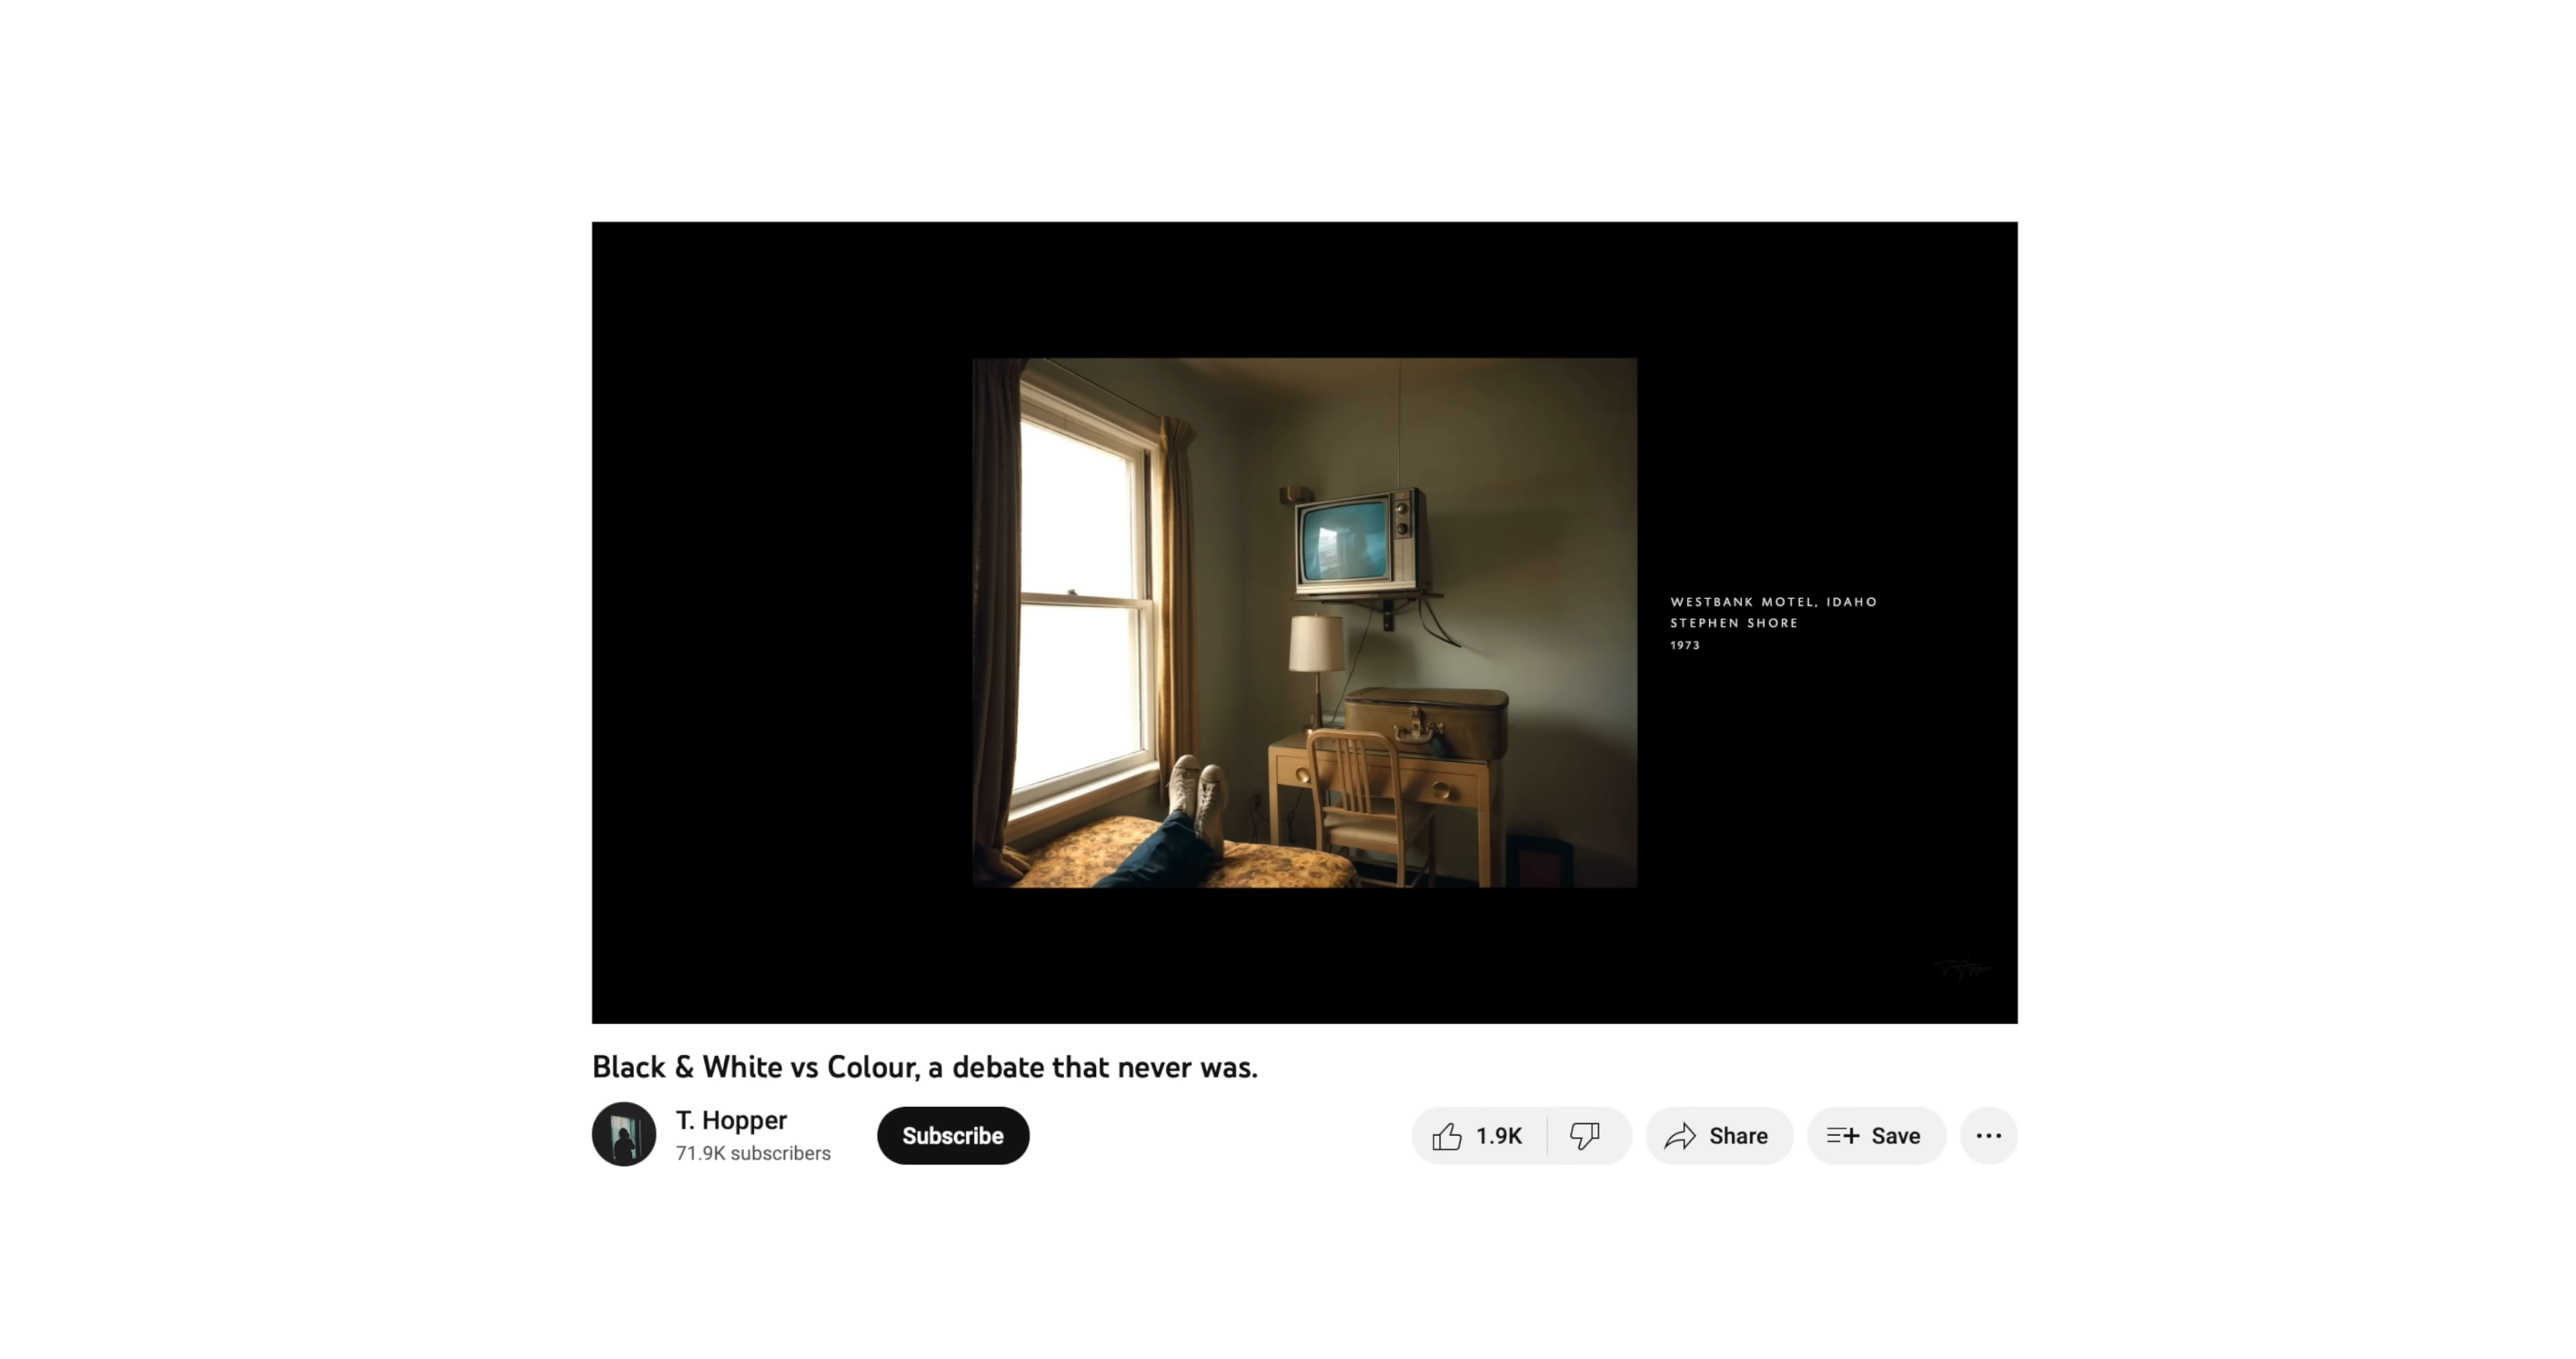 WESTBANK MOTEL, IDAHO
STEPHEN SHORE
1973
Black & White vs Colour, a debate that never was.
T. Hopper
71.9K subscribers
Subscribe
1.9K
Share
Save